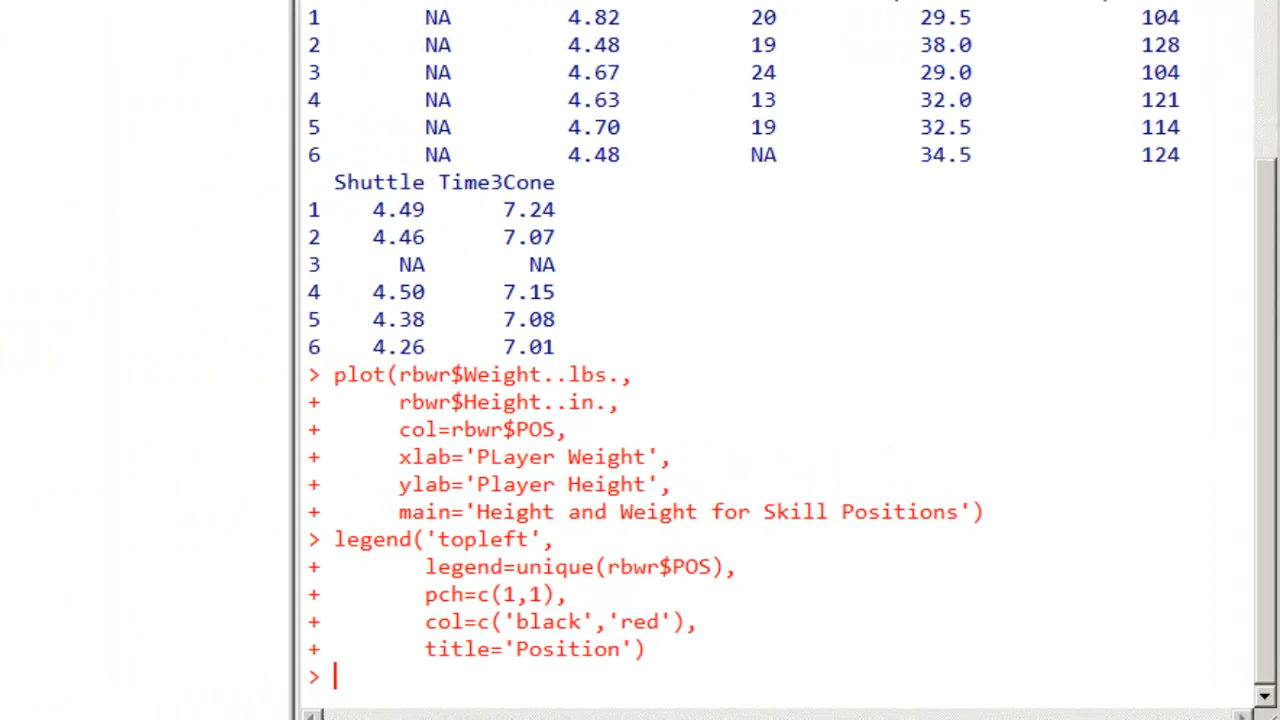 1 NA 4.82 20 29.5 104
2 NA 4.48 19 38.0 128
3 NA 4.67 24 29.0 104
4 NA 4.63 13 32.0 121
5 NA 4.70 19 32.5 114
6 NA 4.48 NA 34.5 124
Shuttle Time3Cone
1 4.49 7.24
2 4.46 7.07
3 NA NA
4 4.50 7.15
5 4.38 7.08
6 4.26 7.01
> plot(rbwr$Weight..lbs.,
+ rbwr$Height..in.,
+ col=rbwr$POS,
+ xlab='PLayer Weight',
+ ylab='Player Height',
+ main='Height and Weight for Skill Positions')
> legend('topleft',
+ legend=unique(rbwr$POS),
+ pch=c(1,1),
+ col=c('black','red'),
+ title='Position')
>